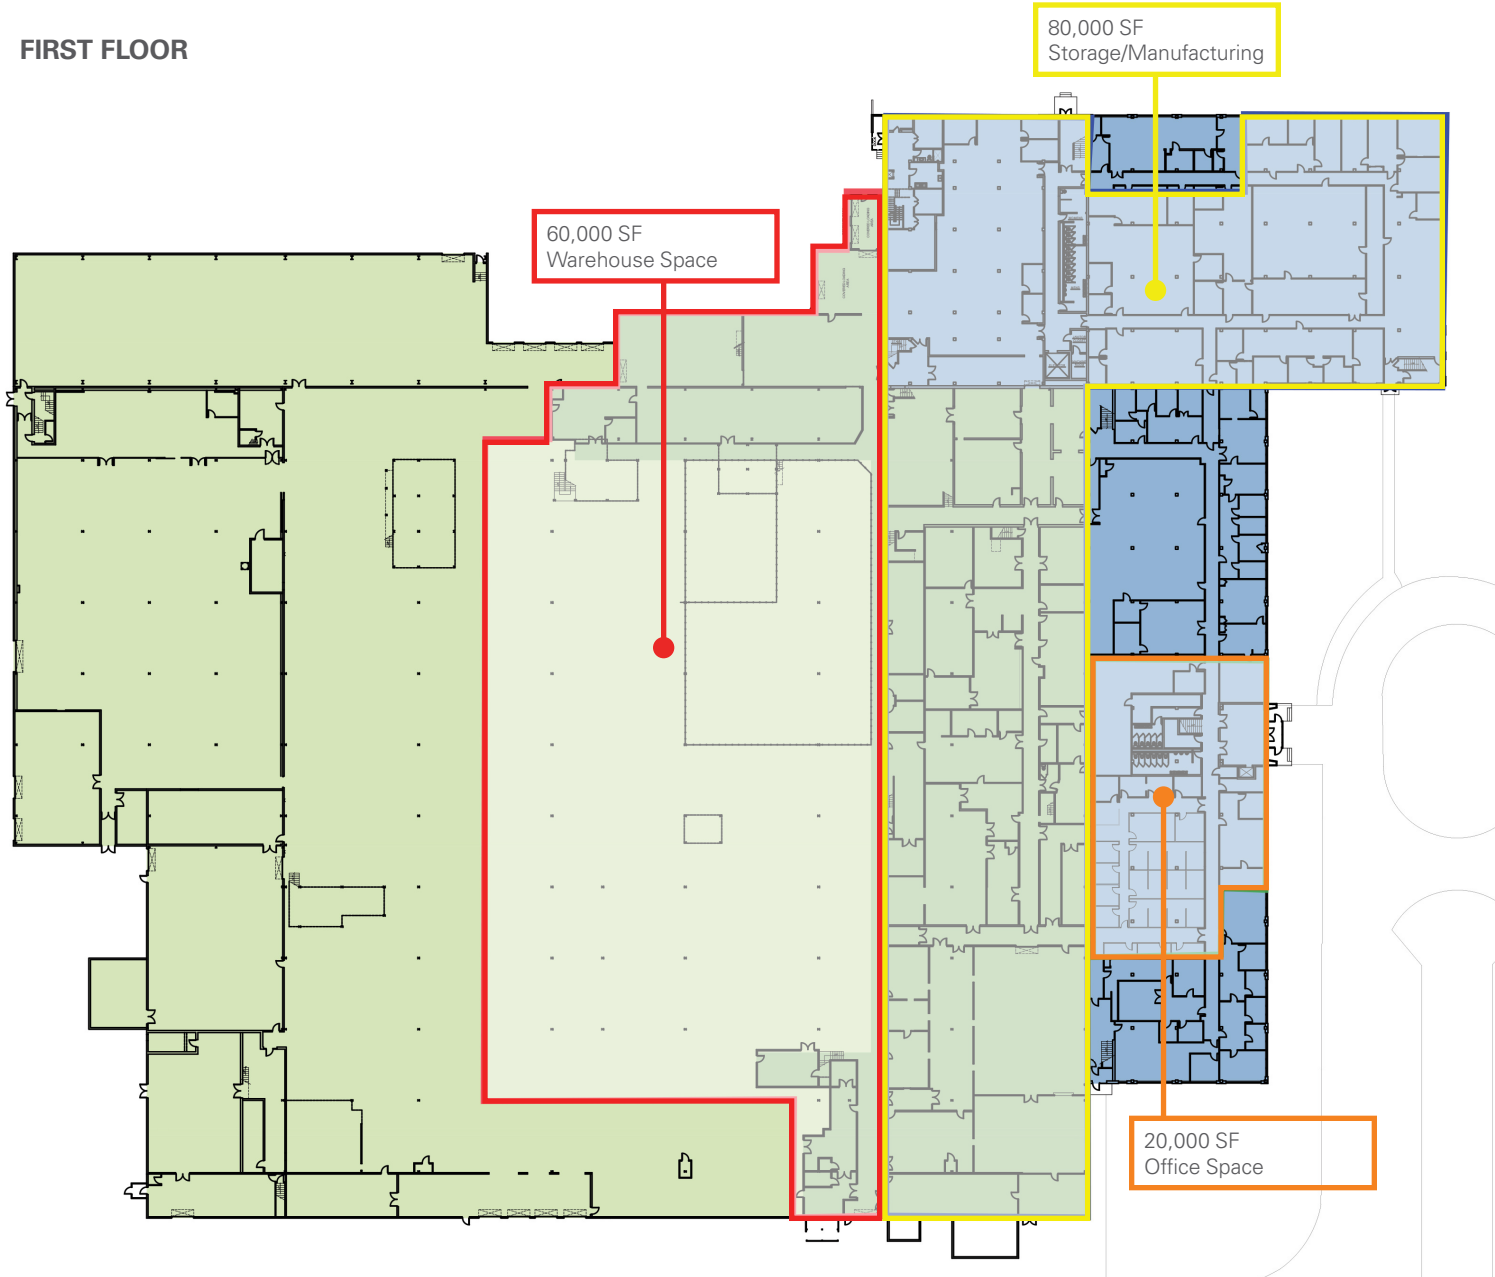 FIRST FLOOR
80,000 SF
Storage/Manufacturing
60,000 SF
Warehouse Space
20,000 SF
Office Space